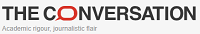 THE CONVERSATION
Academic rigour, journalistic flair